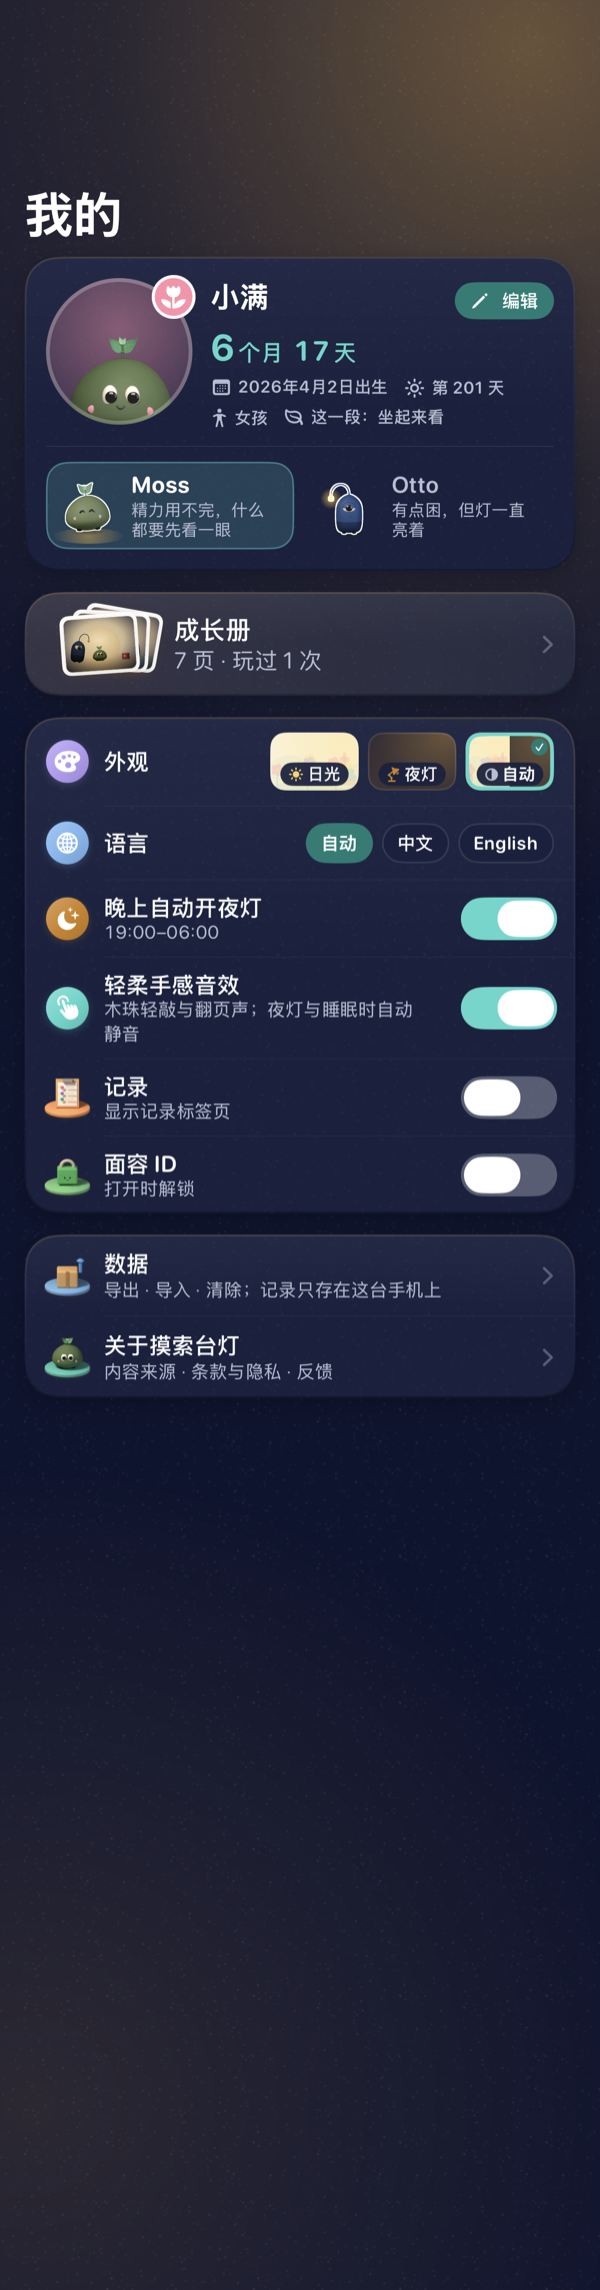 我的
小满
编辑
6个月 17天
2026年4月2日出生 第 201 天
女孩 这一段：坐起来看
Moss
精力用不完，什么
都要先看一眼
Otto
有点困，但灯一直
亮着
成长册
7 页 · 玩过 1 次
外观
日光
夜灯
自动
语言
自动
中文
English
晚上自动开夜灯
19:00–06:00
轻柔手感音效
木珠轻敲与翻页声；夜灯与睡眠时自动
静音
记录
显示记录标签页
面容 ID
打开时解锁
数据
导出 · 导入 · 清除；记录只存在这台手机上
关于摸索台灯
内容来源 · 条款与隐私 · 反馈